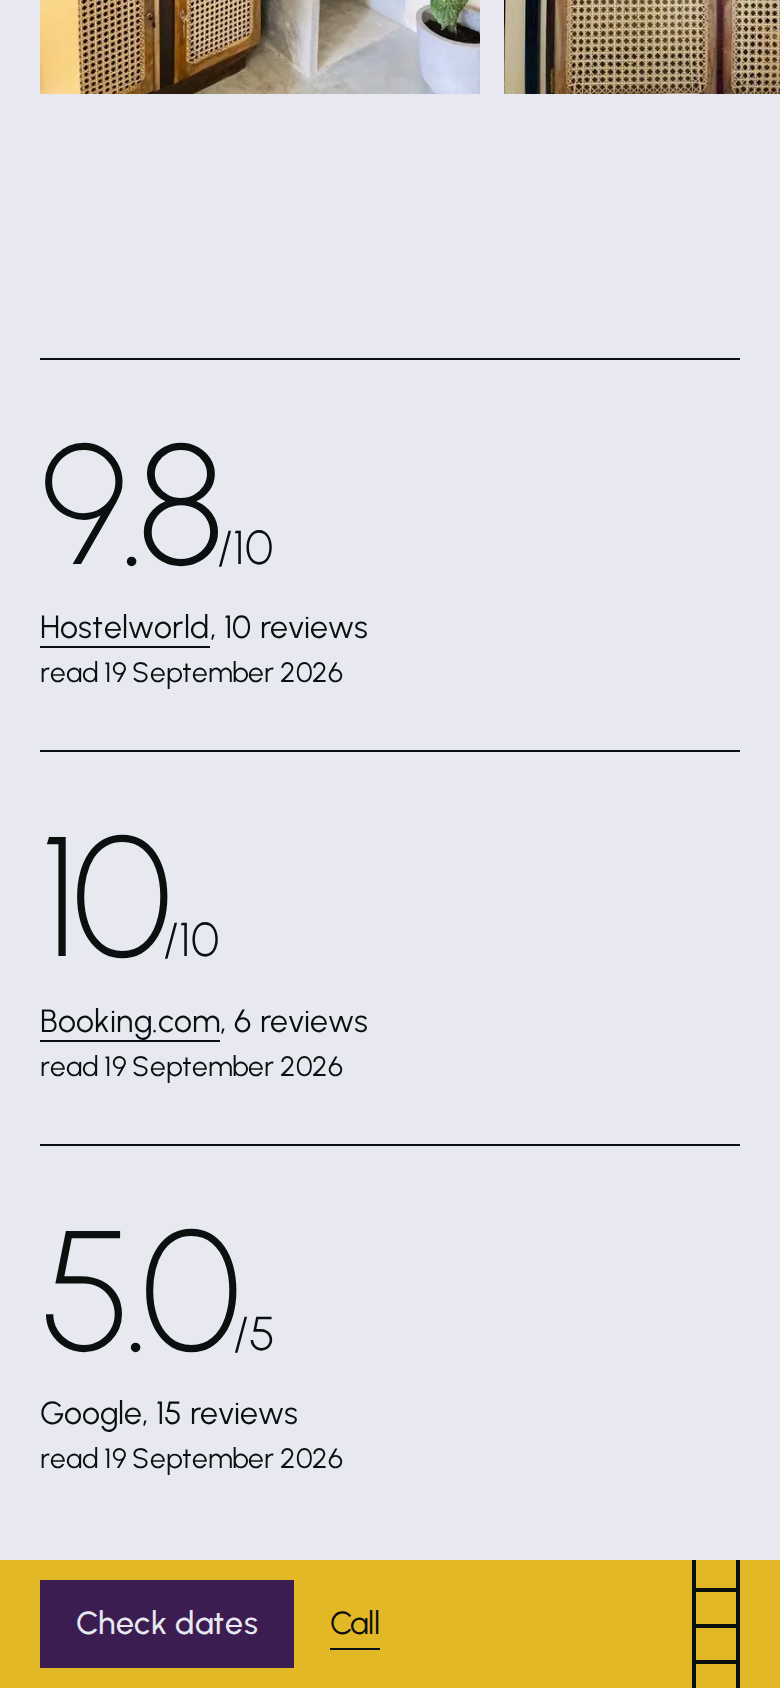 9.8/10
Hostelworld, 10 reviews
read 19 September 2026
10/10
Booking.com, 6 reviews
read 19 September 2026
5.0/5
Google, 15 reviews
read 19 September 2026
Check dates Call